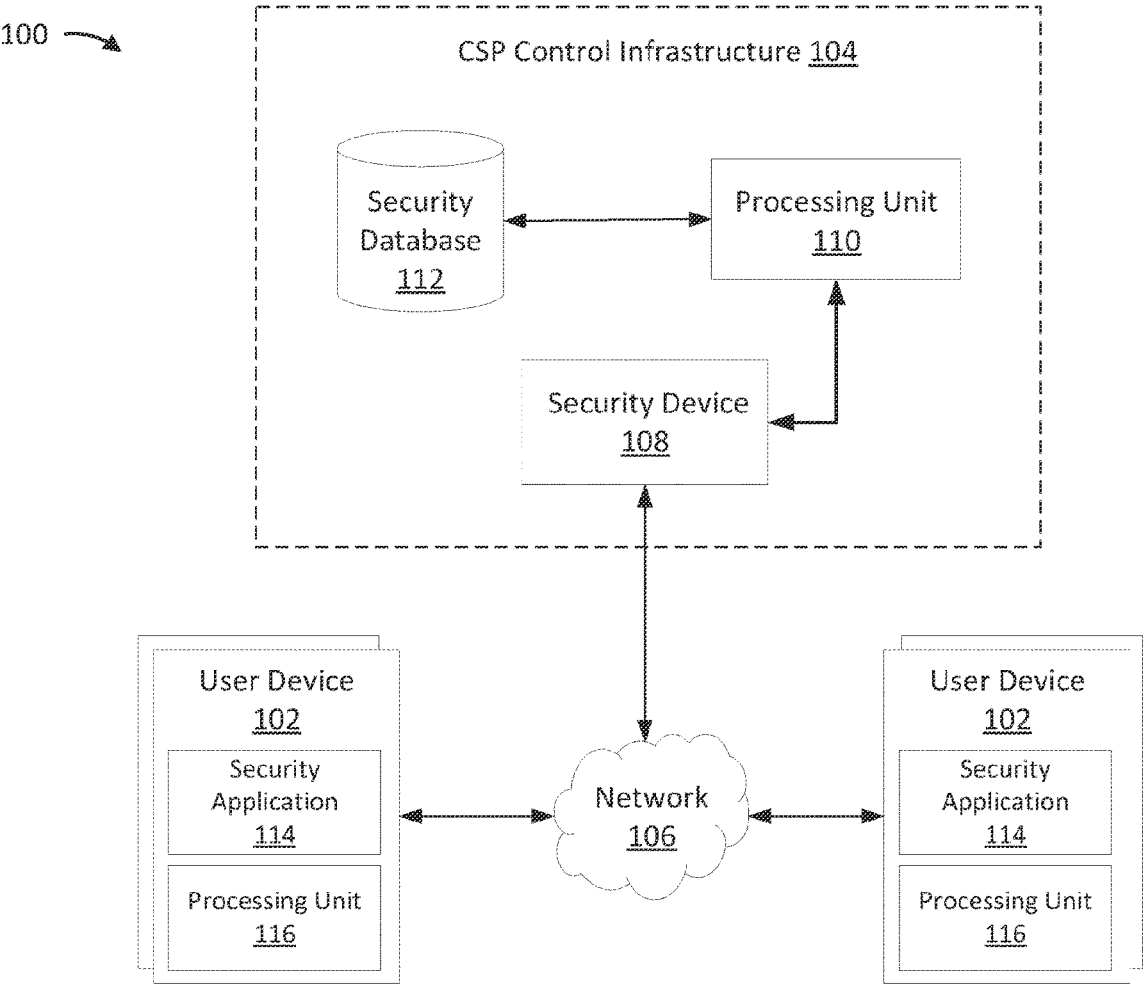 100
CSP Control Infrastructure 104
Security
Database
112
Processing Unit
110
Security Device
108
User Device
102
Security
Application
114
Processing Unit
116
Network
106
User Device
102
Security
Application
114
Processing Unit
116